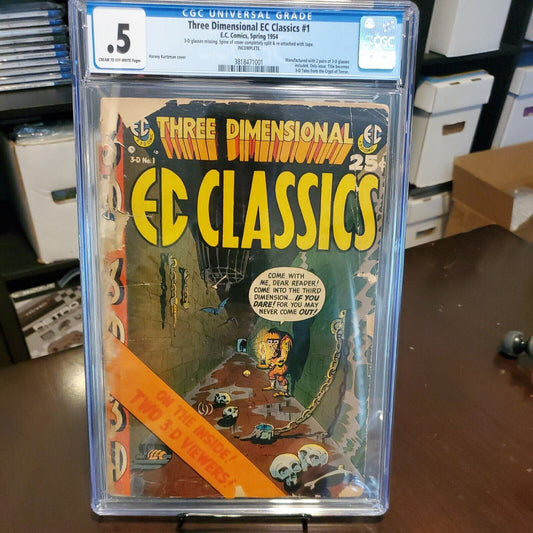 CGC UNIVERSAL GRADE
.5
CREAM TO OFF-WHITE Pages
Three Dimensional EC Classics #1
E.C. Comics, Spring 1954
3-D glasses missing. Spine of cover completely split & re-attached with tape.
INCOMPLETE
Harvey Kurtzman cover
Manufactured with 2 pairs of 3-D glasses
included. Only issue. Title becomes
3-D Tales from the Crypt of Terror.
3818471001
CGC
EC
THREE DIMENSIONAL
EC
3-D No. 1
25¢
EC CLASSICS
COME WITH
ME, DEAR READER!
COME INTO THE THIRD
DIMENSION... IF YOU
DARE! FOR YOU MAY
NEVER COME OUT!
ON THE INSIDE!
TWO 3-D VIEWERS!
3
D
3
D